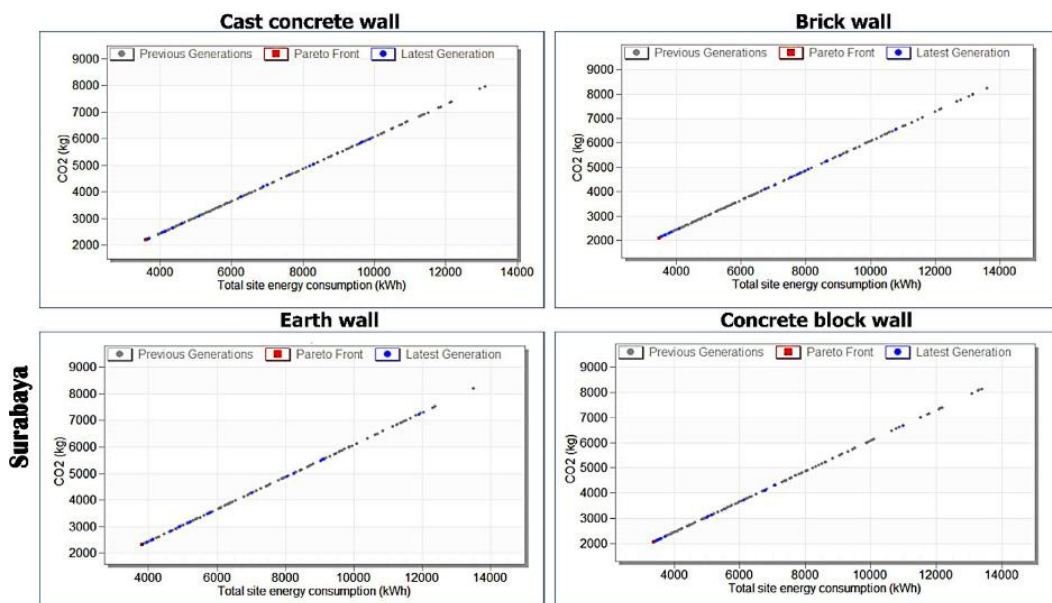 Cast concrete wall
Previous Generations Pareto Front Latest Generation
9000
8000
7000
6000
5000
4000
3000
2000
CO2 (kg)
4000 6000 8000 10000 12000 14000
Total site energy consumption (kWh)
Brick wall
Previous Generations Pareto Front Latest Generation
9000
8000
7000
6000
5000
4000
3000
2000
CO2 (kg)
4000 6000 8000 10000 12000 14000
Total site energy consumption (kWh)
Surabaya
Earth wall
Previous Generations Pareto Front Latest Generation
9000
8000
7000
6000
5000
4000
3000
2000
CO2 (kg)
4000 6000 8000 10000 12000 14000
Total site energy consumption (kWh)
Concrete block wall
Previous Generations Pareto Front Latest Generation
9000
8000
7000
6000
5000
4000
3000
2000
CO2 (kg)
4000 6000 8000 10000 12000 14000
Total site energy consumption (kWh)